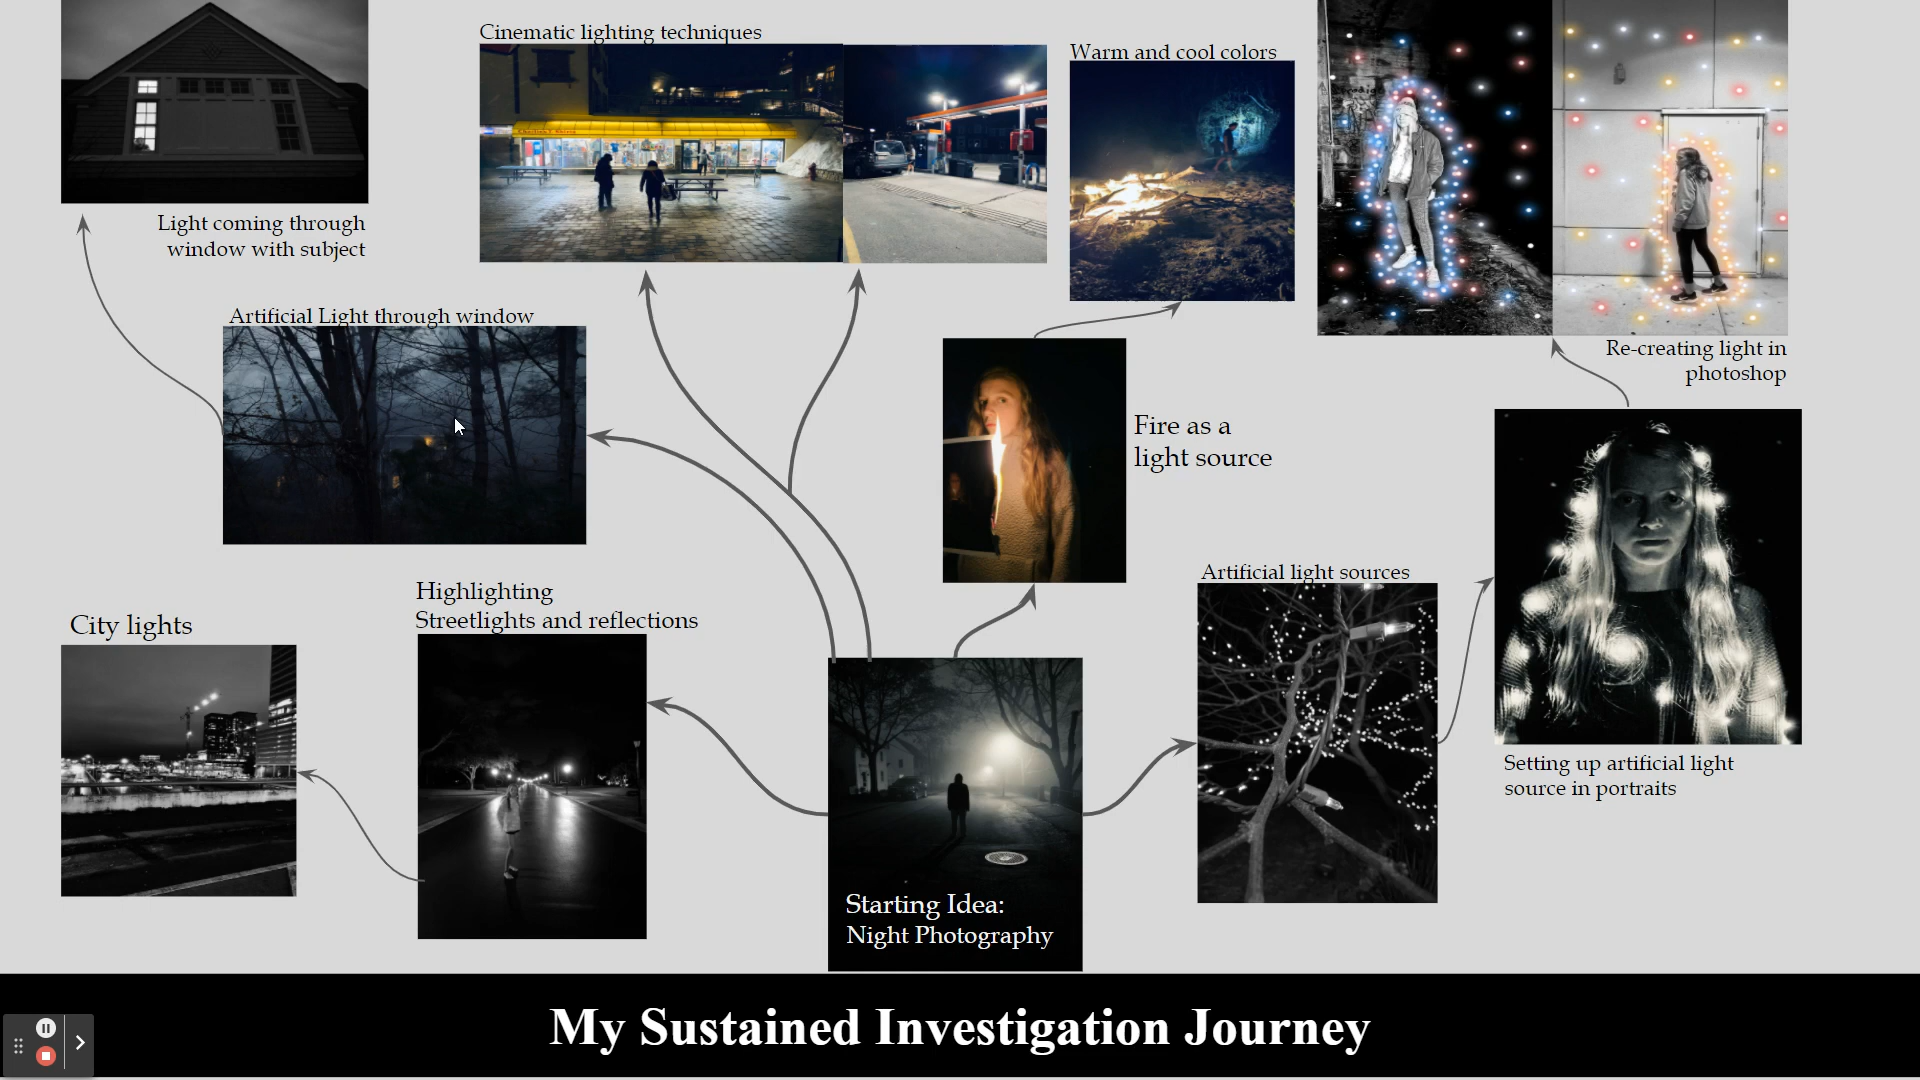 Cinematic lighting techniques
Warm and cool colors
Light coming through
window with subject
Artificial Light through window
Re-creating light in
photoshop
Fire as a
light source
Artificial light sources
Highlighting
Streetlights and reflections
City lights
Setting up artificial light
source in portraits
Starting Idea:
Night Photography
My Sustained Investigation Journey